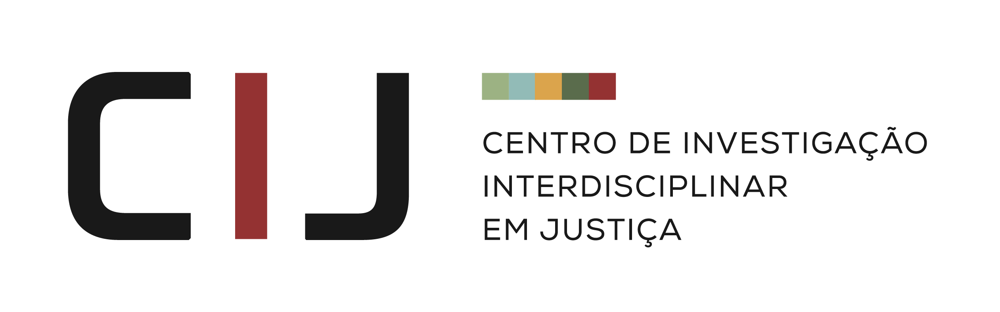 CIJ
CENTRO DE INVESTIGAÇÃO
INTERDISCIPLINAR
EM JUSTIÇA